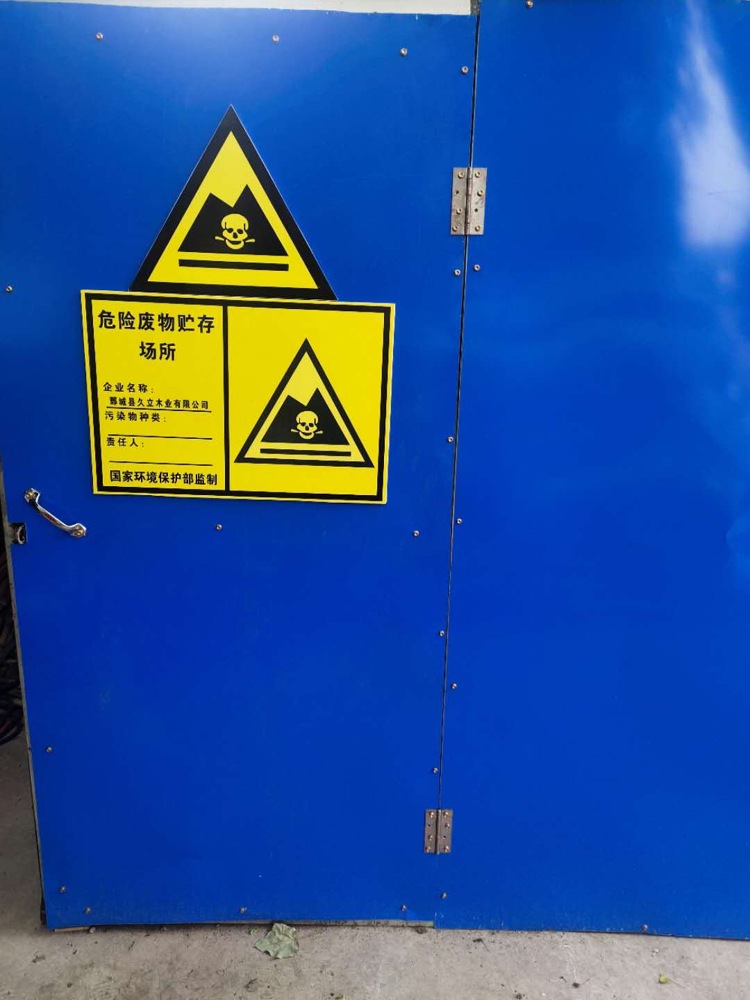 危险废物贮存
场所
企业名称：
鄄城县久立木业有限公司
污染物种类：
责任人：
国家环境保护部监制